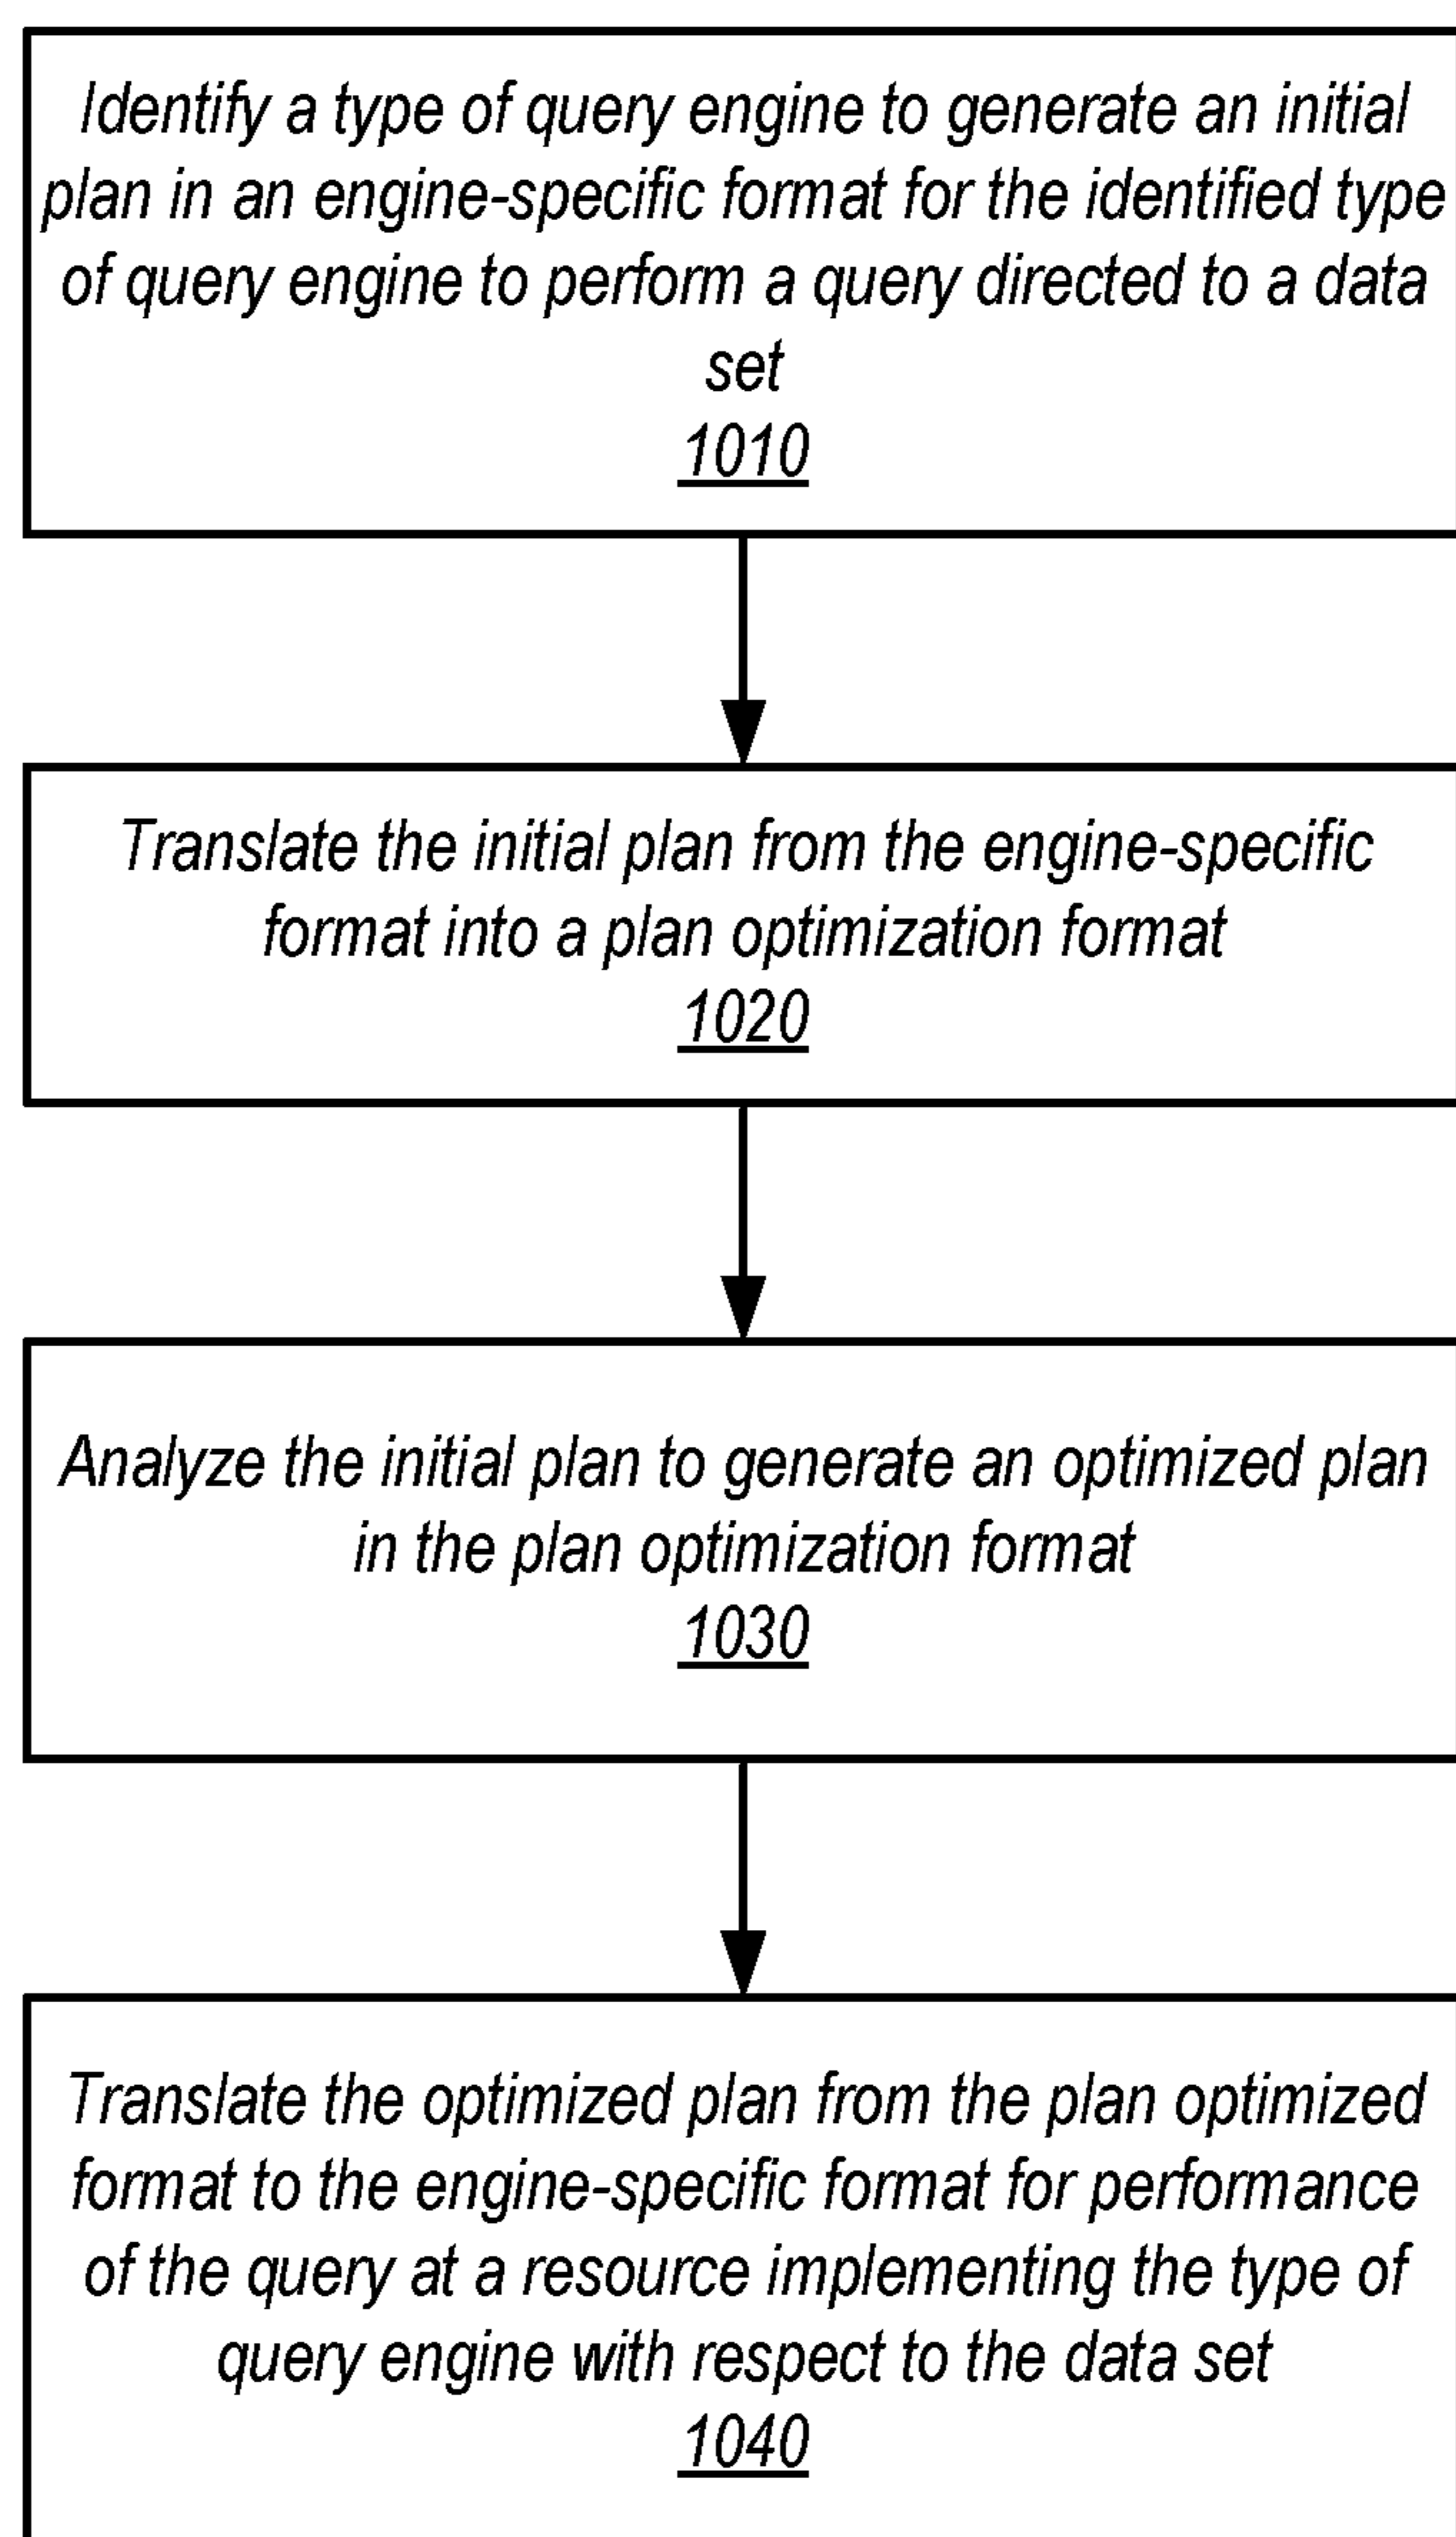 Identify a type of query engine to generate an initial
plan in an engine-specific format for the identified type
of query engine to perform a query directed to a data
set
1010
Translate the initial plan from the engine-specific
format into a plan optimization format
1020
Analyze the initial plan to generate an optimized plan
in the plan optimization format
1030
Translate the optimized plan from the plan optimized
format to the engine-specific format for performance
of the query at a resource implementing the type of
query engine with respect to the data set
1040